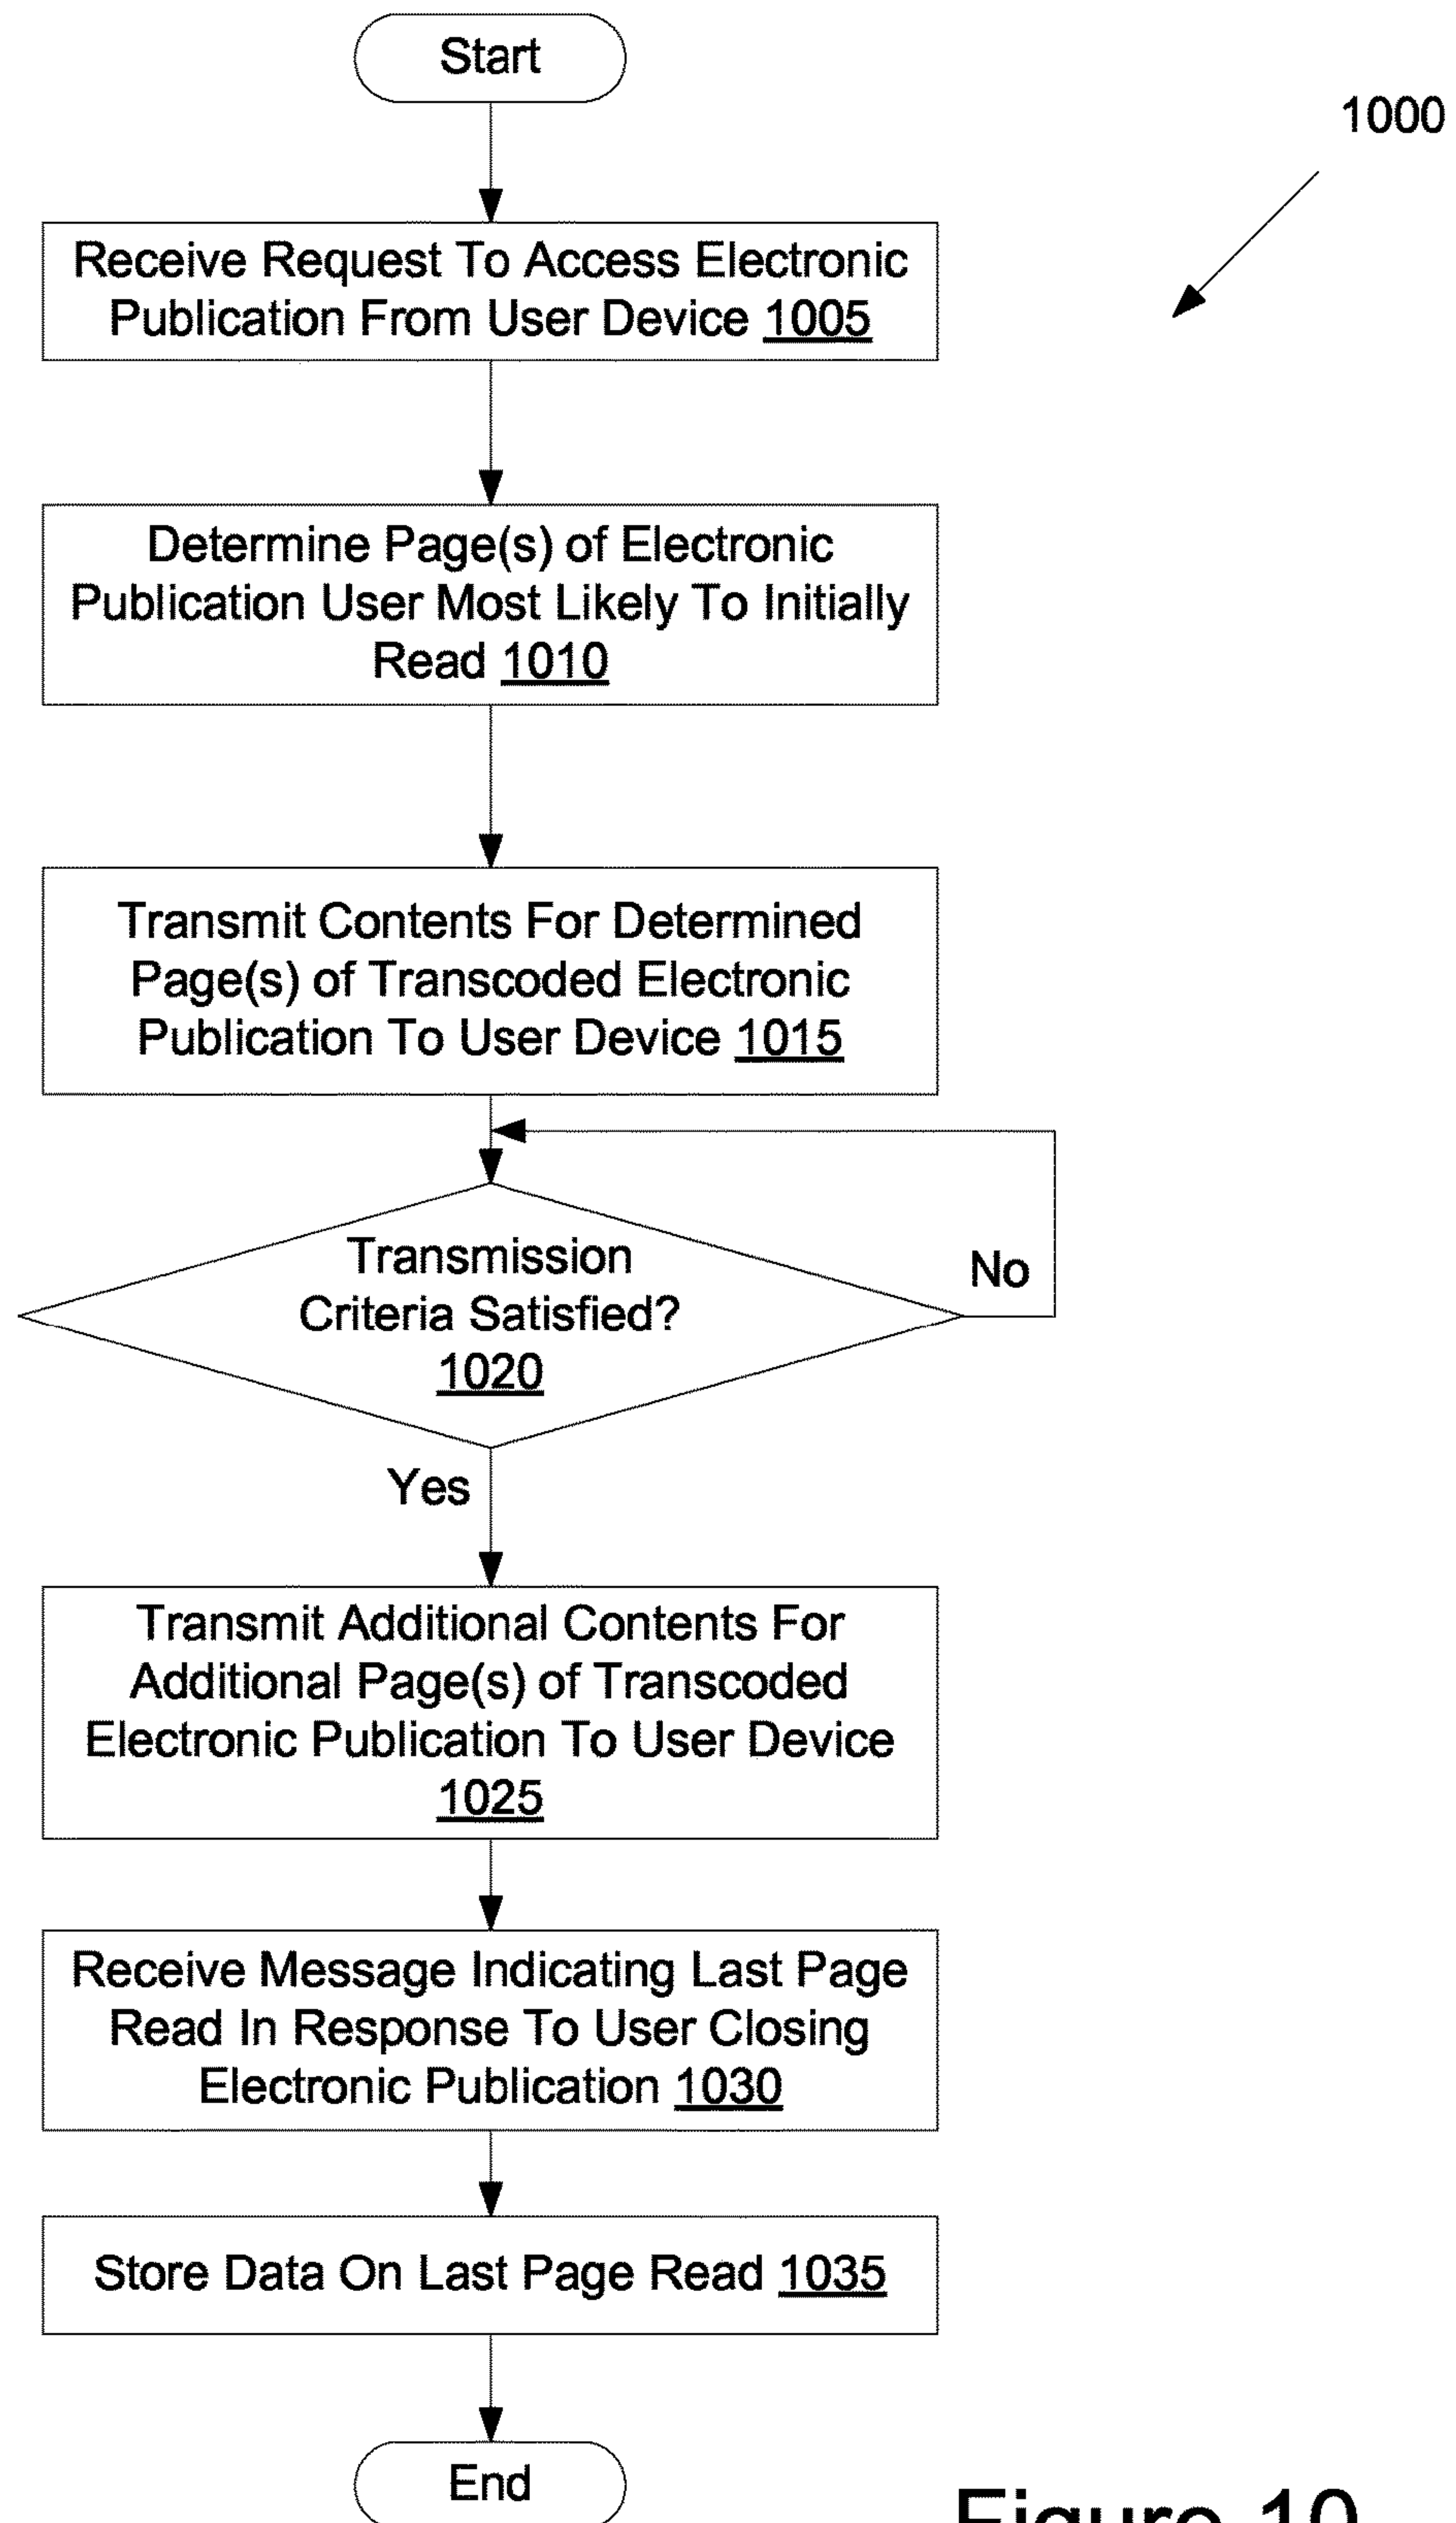 Start
1000
Receive Request To Access Electronic
Publication From User Device 1005
Determine Page(s) of Electronic
Publication User Most Likely To Initially
Read 1010
Transmit Contents For Determined
Page(s) of Transcoded Electronic
Publication To User Device 1015
Transmission
Criteria Satisfied?
1020
No
Yes
Transmit Additional Contents For
Additional Page(s) of Transcoded
Electronic Publication To User Device
1025
Receive Message Indicating Last Page
Read In Response To User Closing
Electronic Publication 1030
Store Data On Last Page Read 1035
End
Figure 10